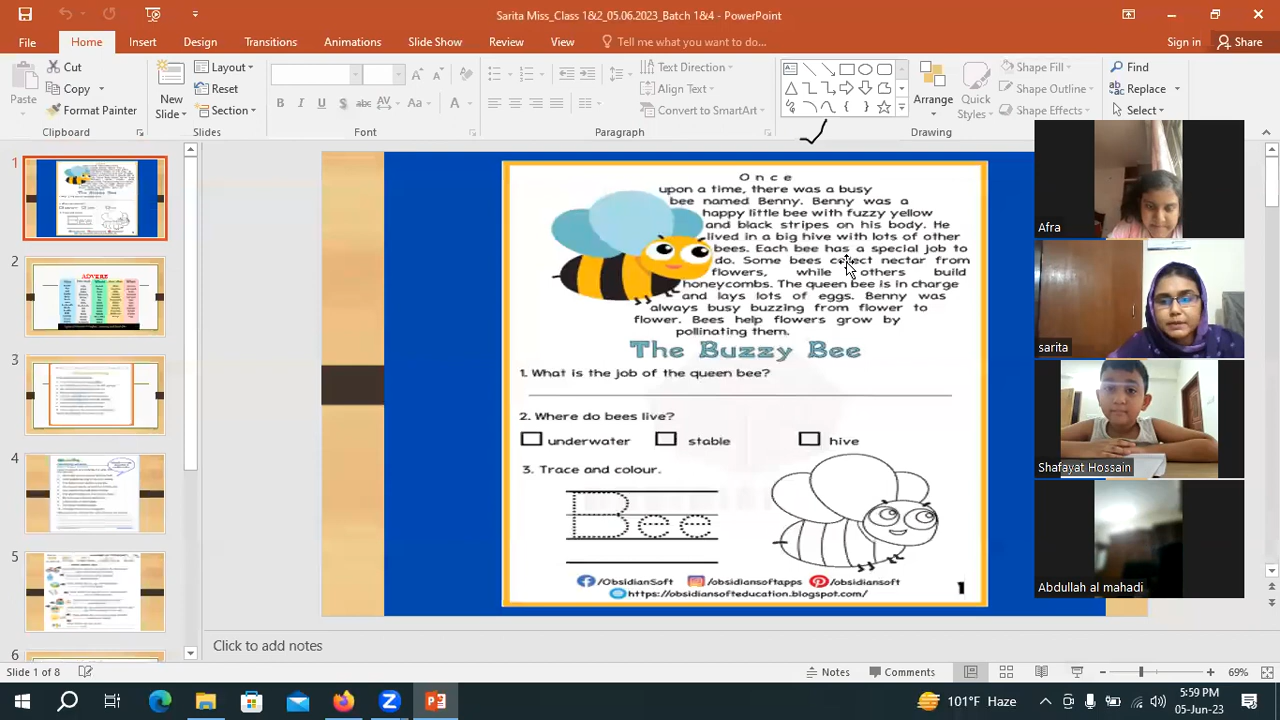 Sarita Miss_Class 1&2_05.06.2023_Batch 1&4 - PowerPoint
File Home Insert Design Transitions Animations Slide Show Review View Tell me what you want to do... Sign in Share
Paste
Cut
Copy
Format Painter
Clipboard
New Slide
Layout
Reset
Section
Slides
B I U S abc AV Aa A
Font
Text Direction
Align Text
Convert to SmartArt
Paragraph
Arrange
Quick Styles
Shape Fill
Shape Outline
Shape Effects
Drawing
Find
Replace
Select
1
2
ADVERB
3
4
5
6
Once
upon a time, there was a busy
bee named Benny. Benny was a
happy little bee with fuzzy yellow
and black stripes on his body. He
lived in a big hive with lots of other
bees. Each bee has a special job to
do. Some bees collect nectar from
flowers, while others build
honeycombs. The queen bee is in charge
and lays lots of eggs. Benny was
always busy buzzing from flower to
flower. Bees help flowers grow by
pollinating them.
The Buzzy Bee
1. What is the job of the queen bee?
2. Where do bees live?
underwater stable hive
3. Trace and colour.
Bee
/ObsidianSoft /obsidiansoftapps /obsidiansoft
https://obsidiansofteducation.blogspot.com/
1
Afra
sarita
Shafayat Hossain
Abdullah al mahadi
Click to add notes
Slide 1 of 8 Notes Comments 69%
101°F Haze
5:59 PM
05-Jun-23